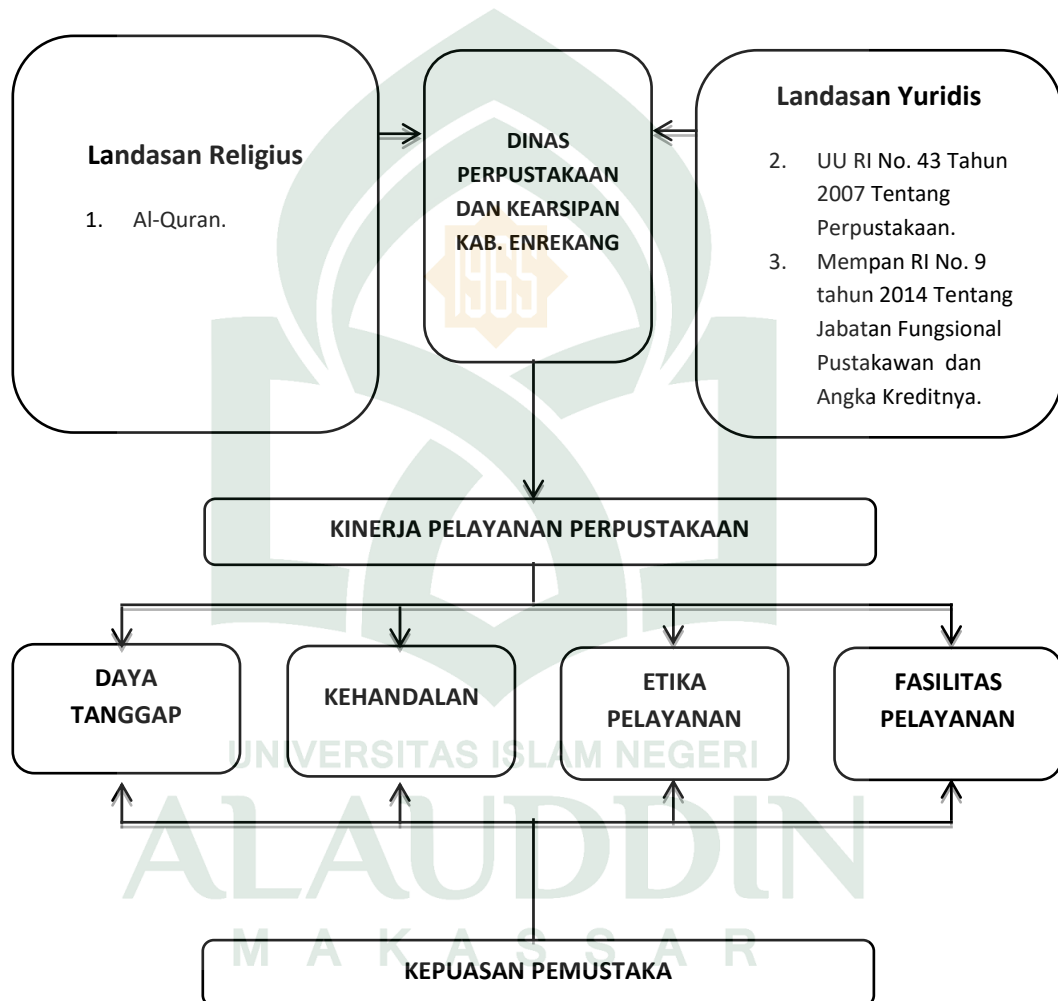 Landasan Religius
1. Al-Quran.
DINAS
PERPUSTAKAAN
DAN KEARSIPAN
KAB. ENREKANG
1965
Landasan Yuridis
2. UU RI No. 43 Tahun
2007 Tentang
Perpustakaan.
3. Mempan RI No. 9
tahun 2014 Tentang
Jabatan Fungsional
Pustakawan dan
Angka Kreditnya.
KINERJA PELAYANAN PERPUSTAKAAN
DAYA
TANGGAP
KEHANDALAN
ETIKA
PELAYANAN
FASILITAS
PELAYANAN
UNIVERSITAS ISLAM NEGERI
ALAUDDIN
MAKASSAR
KEPUASAN PEMUSTAKA